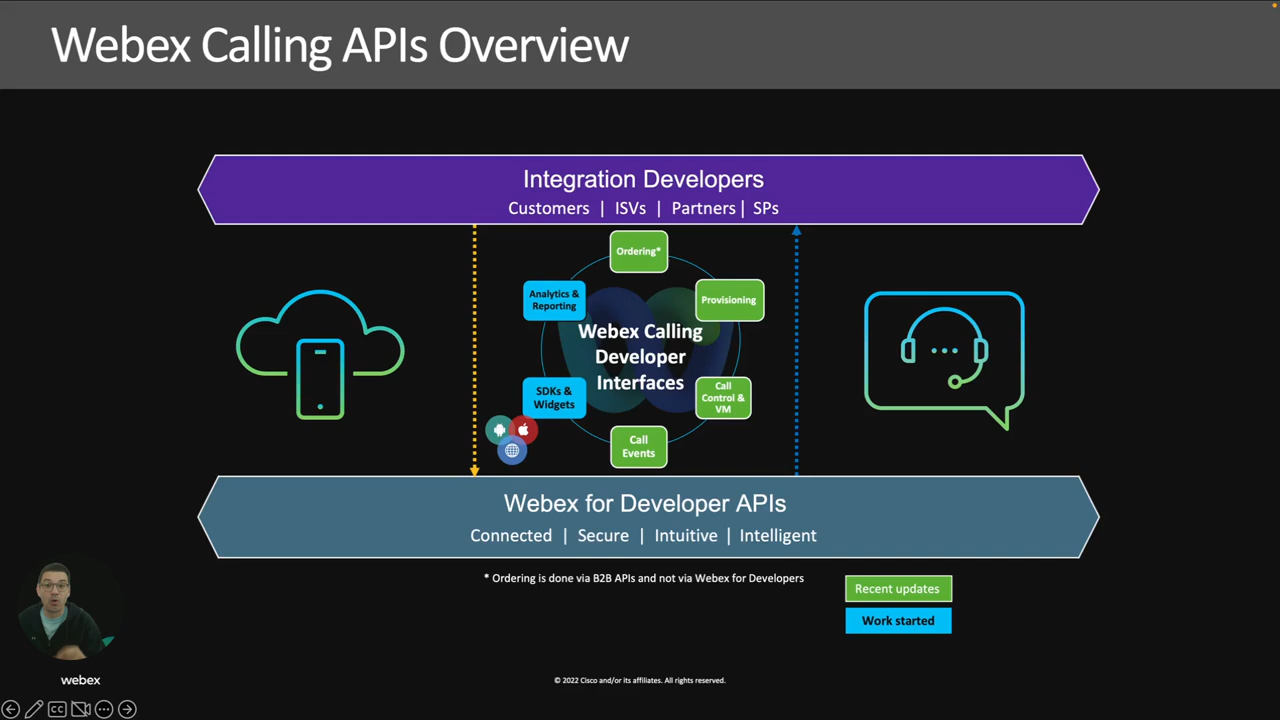 Webex Calling APIs Overview
Integration Developers
Customers | ISVs | Partners | SPs
Ordering*
Analytics &
Reporting
Provisioning
Webex Calling
Developer
Interfaces
SDKs &
Widgets
Call
Control &
VM
Call
Events
Webex for Developer APIs
Connected | Secure | Intuitive | Intelligent
* Ordering is done via B2B APIs and not via Webex for Developers
Recent updates
Work started
webex
© 2022 Cisco and/or its affiliates. All rights reserved.
CC